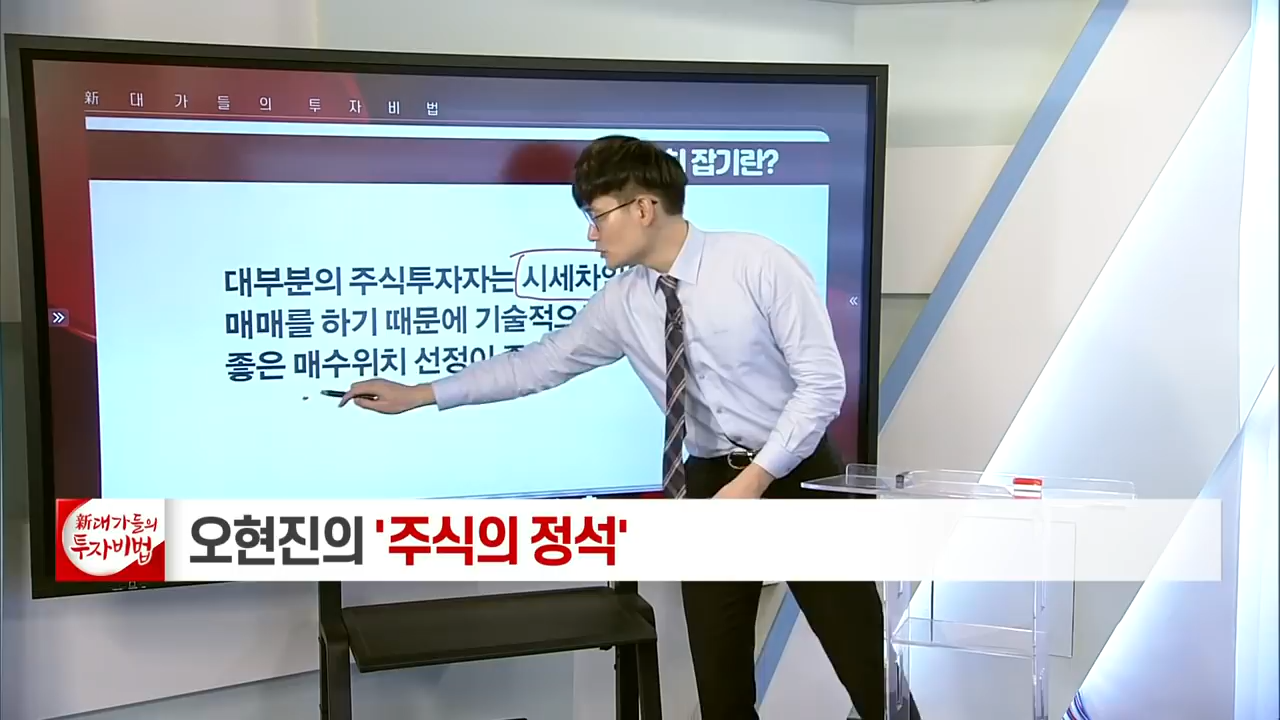 新 대 가 들 의 투 자 비 법
잡기란?
대부분의 주식투자자는 시세차
매매를 하기 때문에 기술적으
좋은 매수위치 선정이
新대가들의
투자비법
오현진의 '주식의 정석'